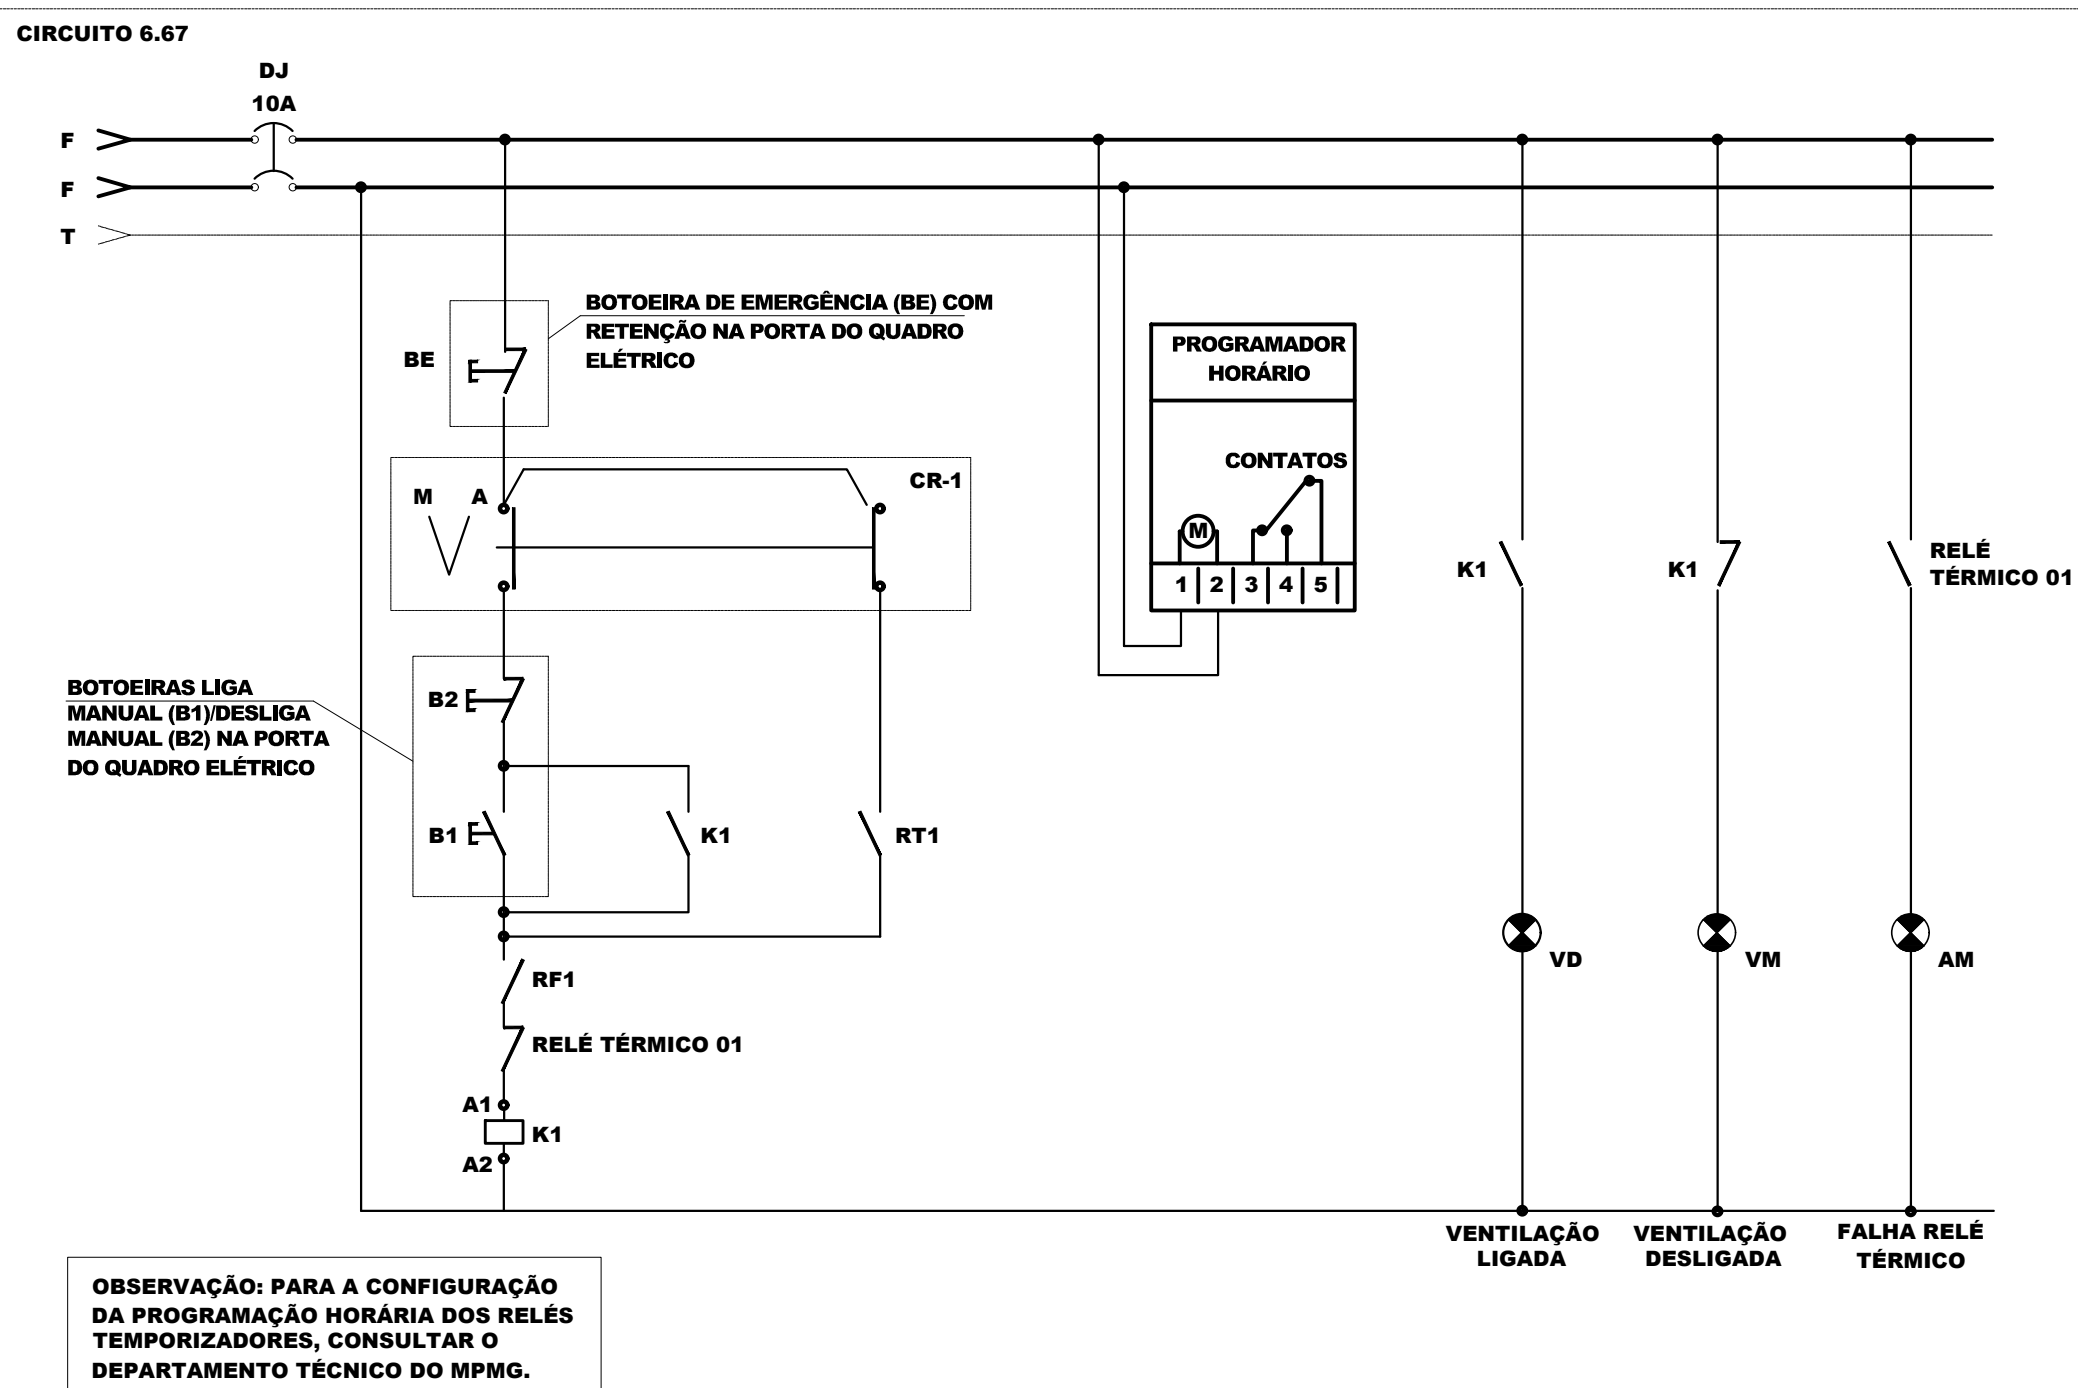 CIRCUITO 6.67
DJ
10A
F
F
T
BOTOEIRA DE EMERGÊNCIA (BE) COM
RETENÇÃO NA PORTA DO QUADRO
ELÉTRICO
BE
PROGRAMADOR
HORÁRIO
CONTATOS
M
1 2 3 4 5
M A
CR-1
K1
K1
RELÉ
TÉRMICO 01
BOTOEIRAS LIGA
MANUAL (B1)/DESLIGA
MANUAL (B2) NA PORTA
DO QUADRO ELÉTRICO
B2
B1
K1
RT1
VD
VM
AM
RF1
RELÉ TÉRMICO 01
A1
K1
A2
VENTILAÇÃO
LIGADA
VENTILAÇÃO
DESLIGADA
FALHA RELÉ
TÉRMICO
OBSERVAÇÃO: PARA A CONFIGURAÇÃO
DA PROGRAMAÇÃO HORÁRIA DOS RELÉS
TEMPORIZADORES, CONSULTAR O
DEPARTAMENTO TÉCNICO DO MPMG.